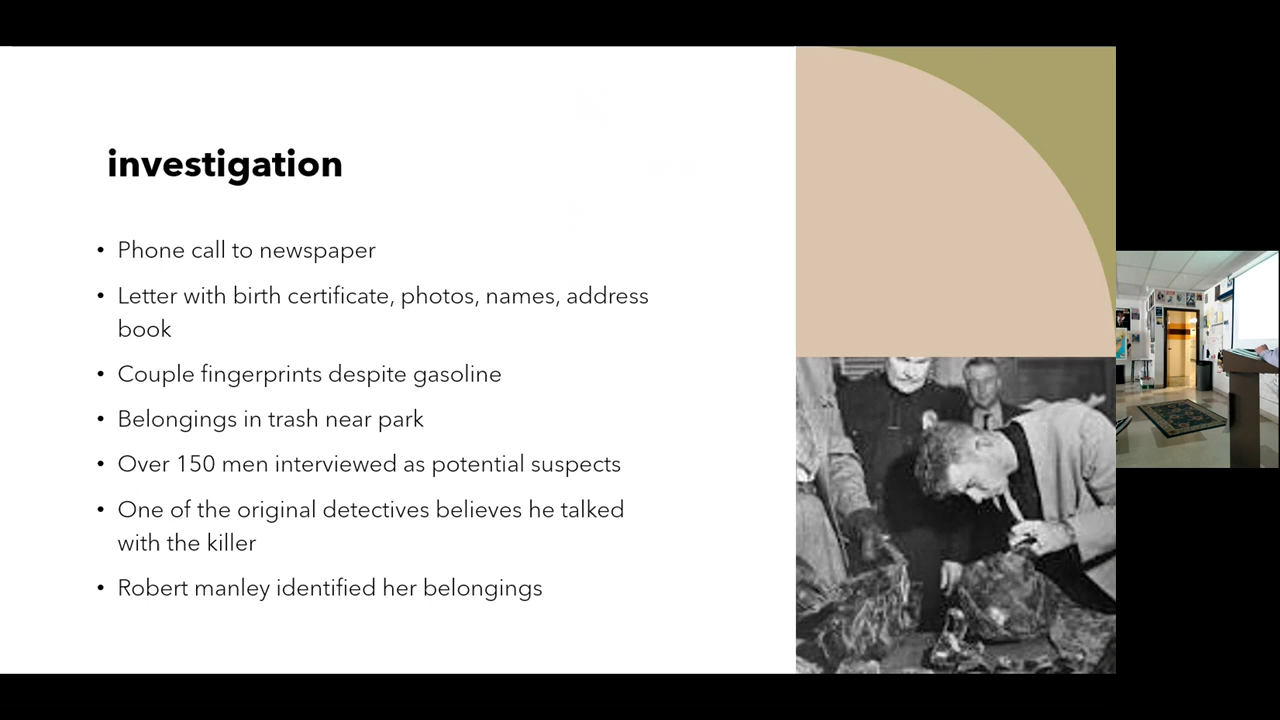 investigation
• Phone call to newspaper
• Letter with birth certificate, photos, names, address
book
• Couple fingerprints despite gasoline
• Belongings in trash near park
• Over 150 men interviewed as potential suspects
• One of the original detectives believes he talked
with the killer
• Robert manley identified her belongings